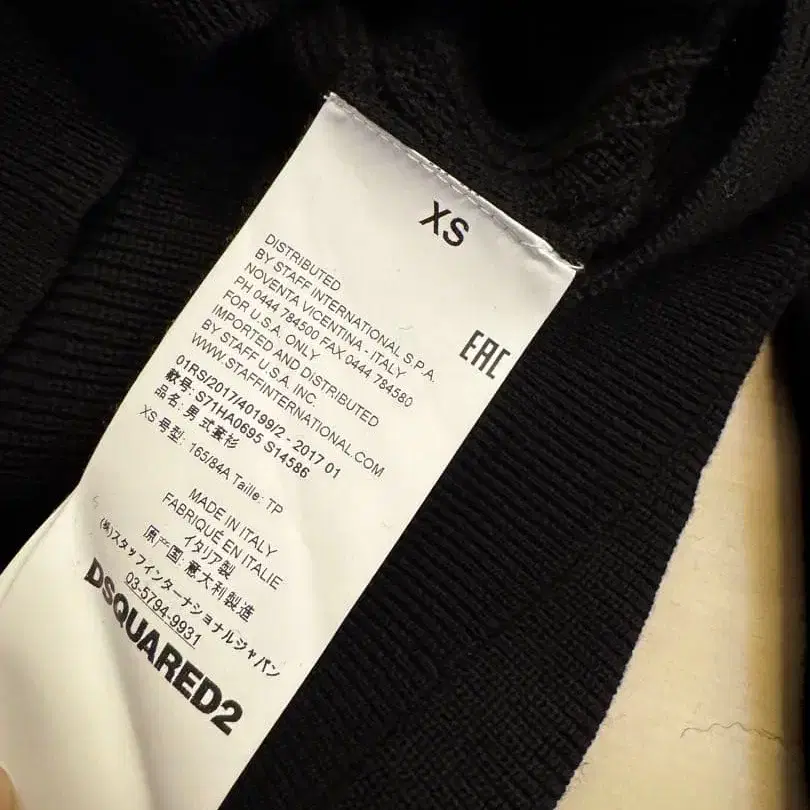 XS
DISTRIBUTED
BY STAFF INTERNATIONAL S.P.A.
NOVENTA VICENTINA - ITALY
PH 0444 784500 FAX 0444 784580
FOR U.S.A. ONLY
IMPORTED AND DISTRIBUTED
BY STAFF U.S.A. INC.
WWW.STAFFINTERNATIONAL.COM
EAC
01RS/2017/40199/2 - 2017 01
款号: S71HA0695 S14586
品名: 男式套衫
XS 号型: 165/84A Taille: TP
MADE IN ITALY
FABRIQUÉ EN ITALIE
イタリア製
原产国: 意大利製造
(株)スタッフインターナショナルジャパン
03-5794-9931
DSQUARED2